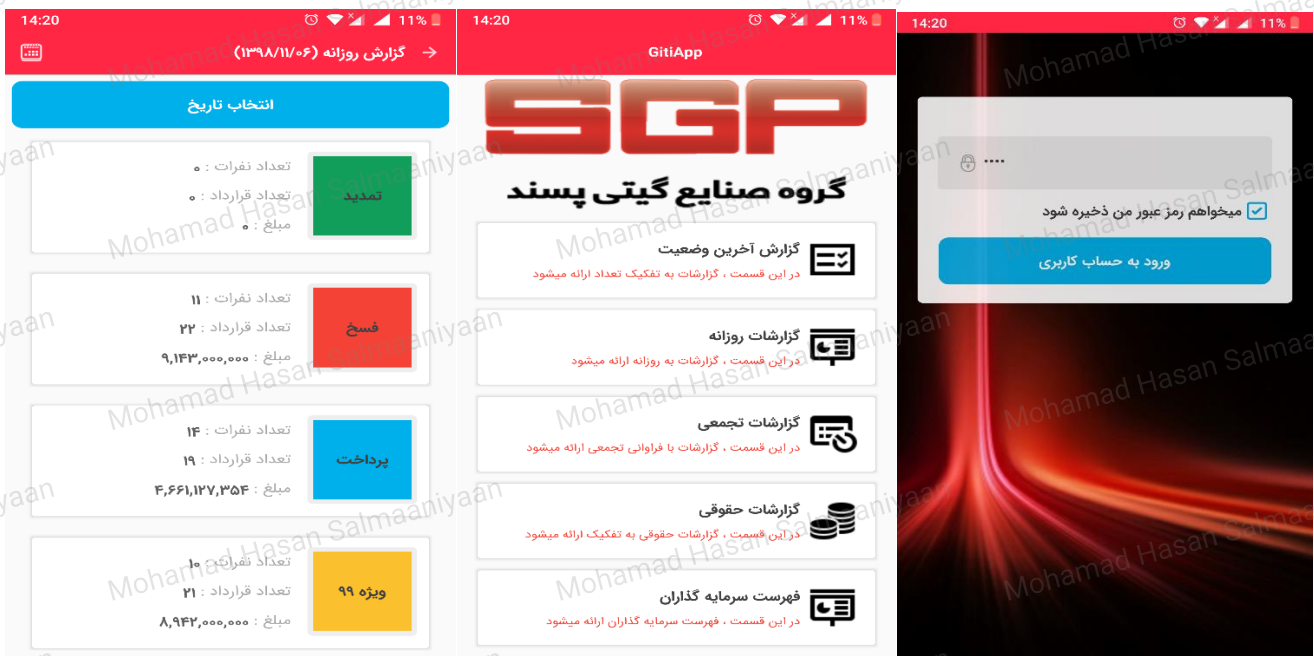 14:20
11%
گزارش روزانه (۱۳۹۸/۱۱/۰۶)
انتخاب تاریخ
تمدید
تعداد نفرات : ۰
تعداد قرارداد : ۰
مبلغ : ۰
فسخ
تعداد نفرات : ۱۱
تعداد قرارداد : ۲۲
مبلغ : ۹,۱۴۳,۰۰۰,۰۰۰
پرداخت
تعداد نفرات : ۱۴
تعداد قرارداد : ۱۹
مبلغ : ۴,۶۶۱,۱۲۷,۳۵۴
ویژه ۹۹
تعداد نفرات : ۱۰
تعداد قرارداد : ۲۱
مبلغ : ۸,۹۴۲,۰۰۰,۰۰۰
14:20
11%
GitiApp
SGP
گروه صنایع گیتی پسند
گزارش آخرین وضعیت
در این قسمت ، گزارشات به تفکیک تعداد ارائه میشود
گزارشات روزانه
در این قسمت ، گزارشات به روزانه ارائه میشود
گزارشات تجمعی
در این قسمت ، گزارشات با فراوانی تجمعی ارائه میشود
گزارشات حقوقی
در این قسمت ، گزارشات حقوقی به تفکیک ارائه میشود
فهرست سرمایه گذاران
در این قسمت ، فهرست سرمایه گذاران ارائه میشود
14:20
11%
میخواهم رمز عبور من ذخیره شود
ورود به حساب کاربری
Mohamad Hasan Salmaaniyaan